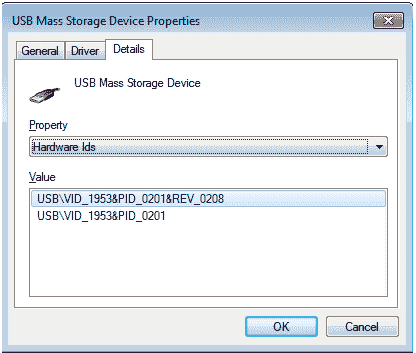 USB Mass Storage Device Properties
General Driver Details
USB Mass Storage Device
Property
Hardware Ids
Value
USB\VID_1953&PID_0201&REV_0208
USB\VID_1953&PID_0201
OK Cancel